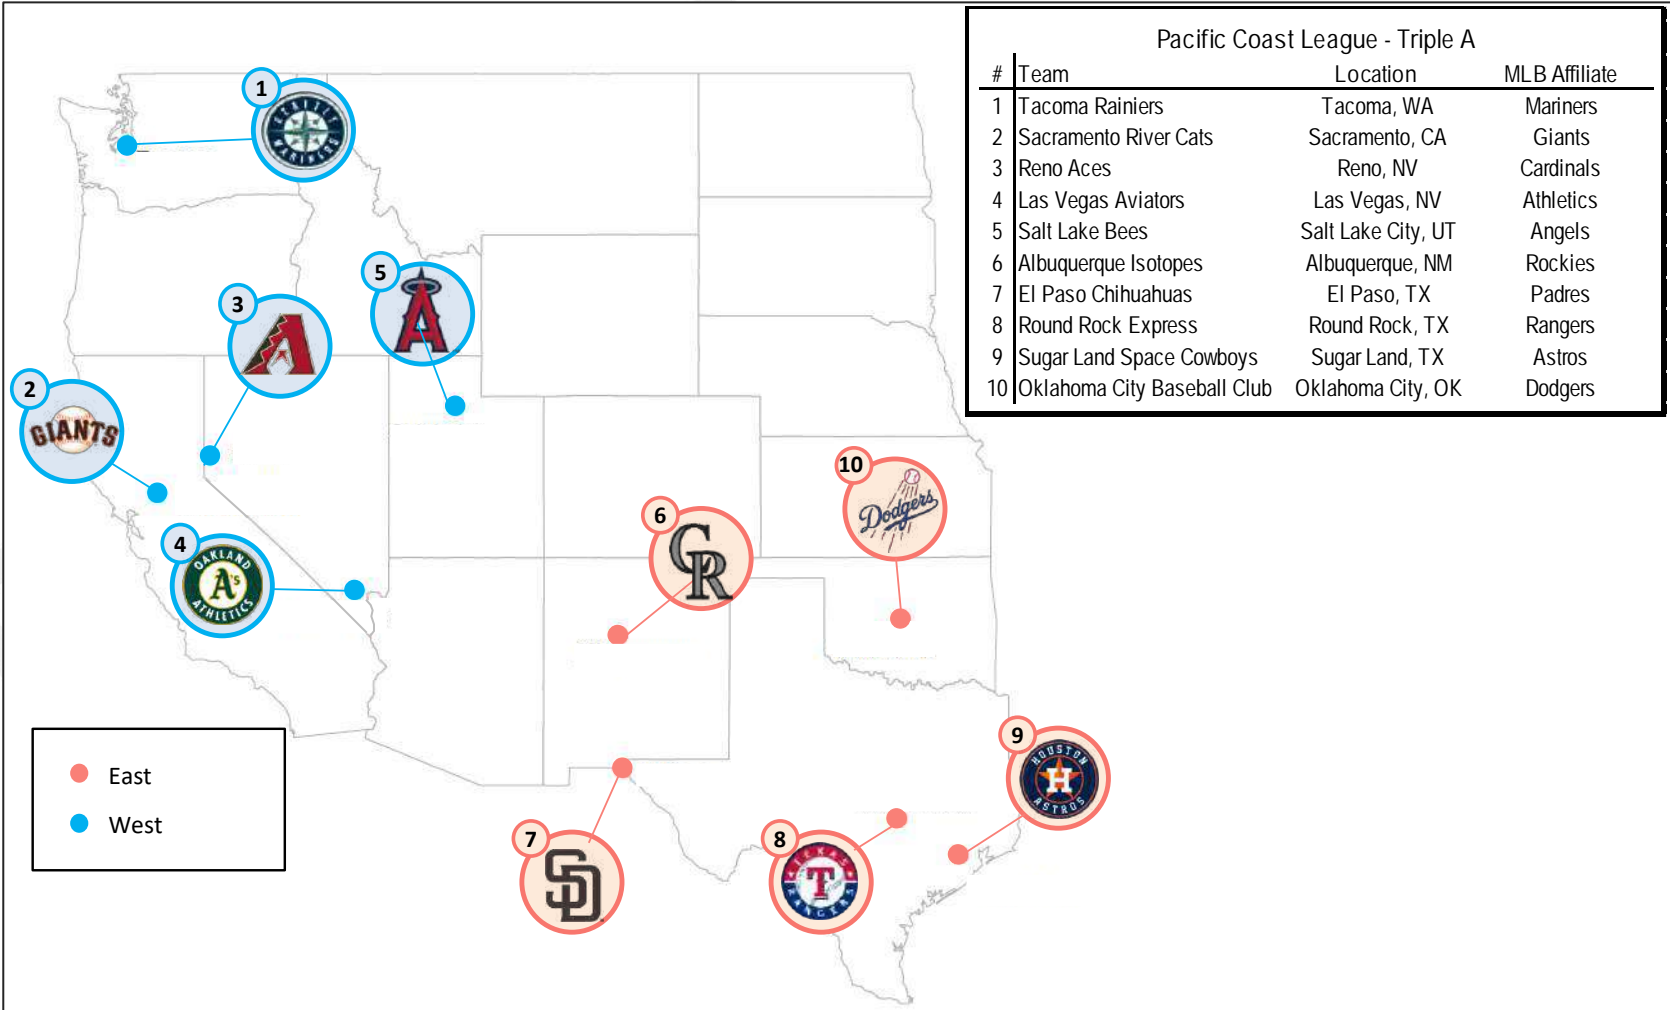 Pacific Coast League - Triple A
# Team Location MLB Affiliate
1 Tacoma Rainiers Tacoma, WA Mariners
2 Sacramento River Cats Sacramento, CA Giants
3 Reno Aces Reno, NV Cardinals
4 Las Vegas Aviators Las Vegas, NV Athletics
5 Salt Lake Bees Salt Lake City, UT Angels
6 Albuquerque Isotopes Albuquerque, NM Rockies
7 El Paso Chihuahuas El Paso, TX Padres
8 Round Rock Express Round Rock, TX Rangers
9 Sugar Land Space Cowboys Sugar Land, TX Astros
10 Oklahoma City Baseball Club Oklahoma City, OK Dodgers
1
SEATTLE
MARINERS
5
A
3
A
2
GIANTS
10
Dodgers
6
CR
4
OAKLAND
A's
ATHLETICS
9
HOUSTON
H
ASTROS
7
SD
8
TEXAS
T
RANGERS
East
West